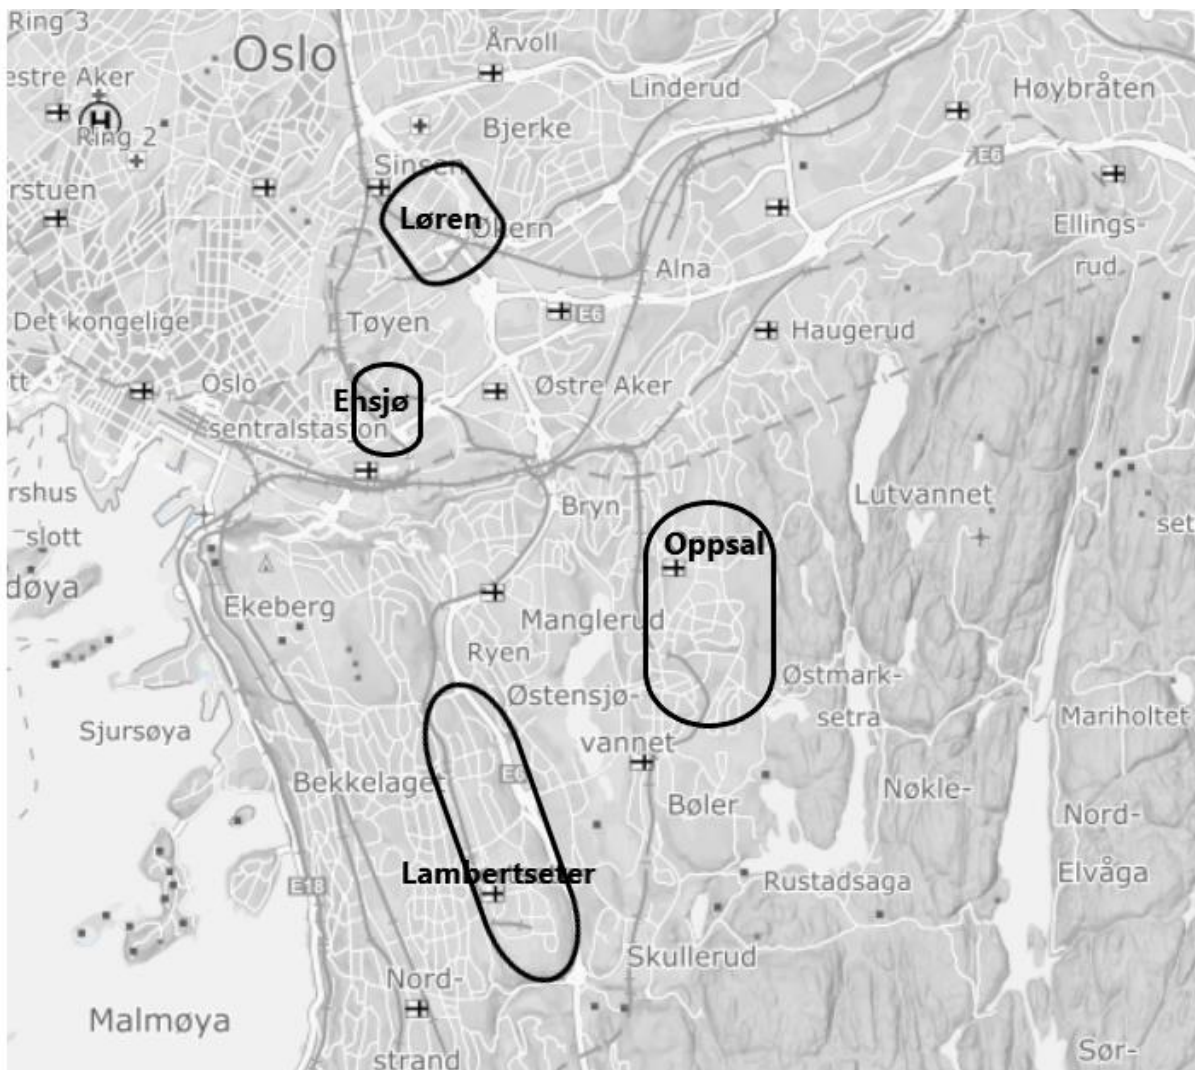 Ring 3
Oslo
Årvoll
estre Aker
Linderud
Høybråten
H
Ring 2
Bjerke
E6
Sinsen
rstuen
Løren
Økern
Ellings-
rud
Alna
Det kongelige
Tøyen
E6
Haugerud
tt
Oslo
sentralstasjon
Ensjø
Østre Aker
rshus
slott
Bryn
Lutvannet
set
Oppsal
døya
Ekeberg
Manglerud
Ryen
Østensjø-
vannet
Østmark-
setra
Mariholtet
Sjursøya
Bekkelaget
E6
Bøler
Nøkle-
Nord-
Elvåga
E18
Lambertseter
Rustadsaga
Skullerud
Nord-
strand
Malmøya
Sør-